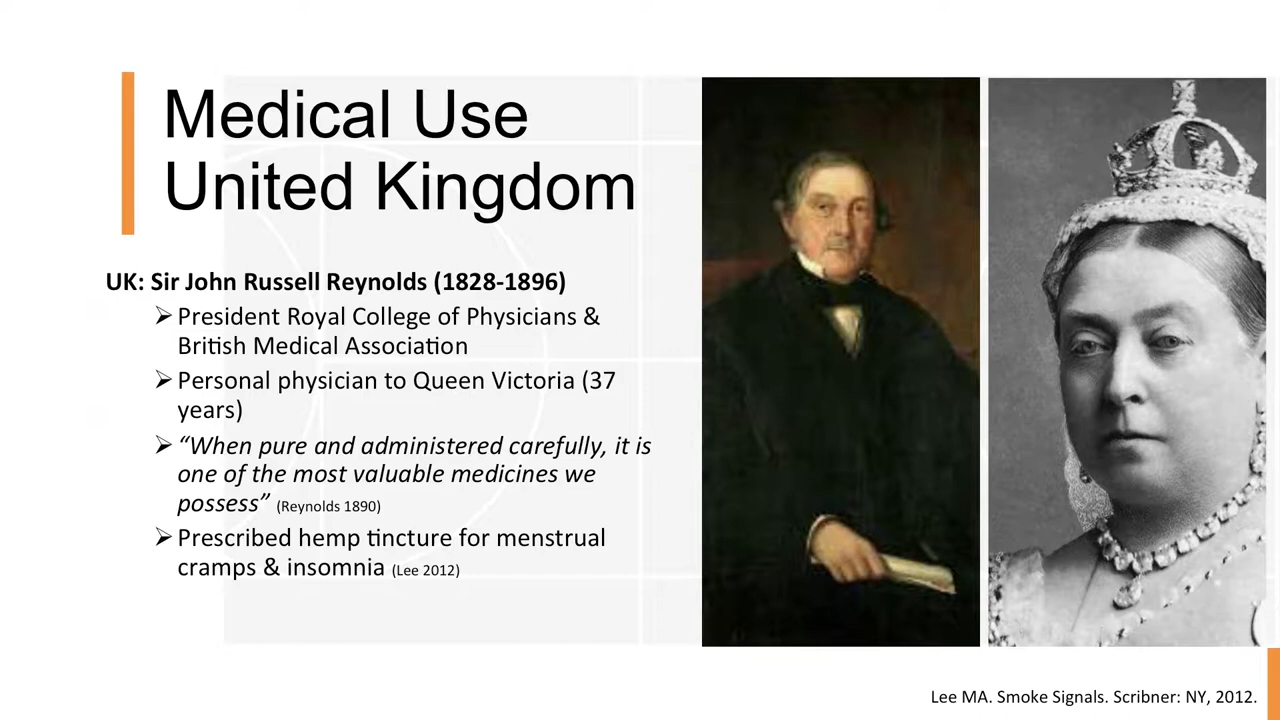 Medical Use
United Kingdom
UK: Sir John Russell Reynolds (1828-1896)
➢ President Royal College of Physicians &
British Medical Association
➢ Personal physician to Queen Victoria (37
years)
➢ “When pure and administered carefully, it is
one of the most valuable medicines we
possess” (Reynolds 1890)
➢ Prescribed hemp tincture for menstrual
cramps & insomnia (Lee 2012)
Lee MA. Smoke Signals. Scribner: NY, 2012.